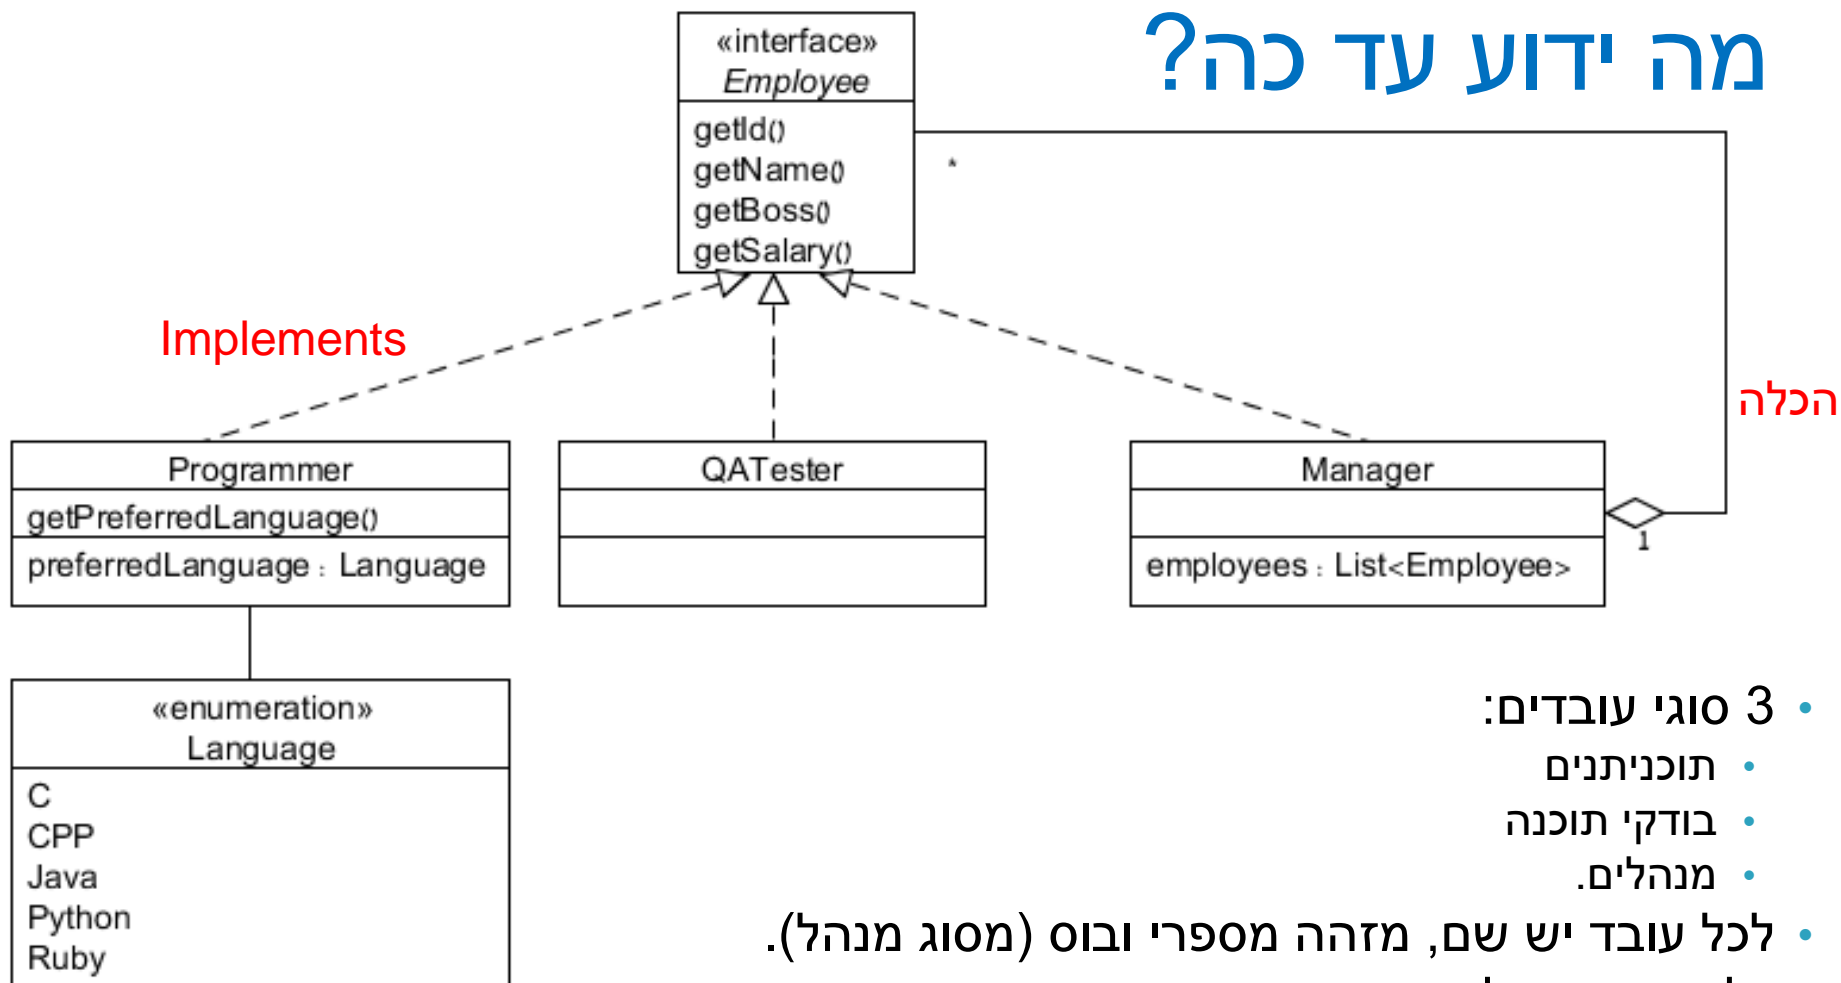 מה ידוע עד כה?
«interface»
Employee
getId()
getName()
getBoss()
getSalary()
*
Implements
הכלה
Programmer
getPreferredLanguage()
preferredLanguage : Language
QATester
Manager
employees : List<Employee>
1
«enumeration»
Language
C
CPP
Java
Python
Ruby
• 3 סוגי עובדים:
• תוכניתנים
• בודקי תוכנה
• מנהלים.
• לכל עובד יש שם, מזהה מספרי ובוס (מסוג מנהל).